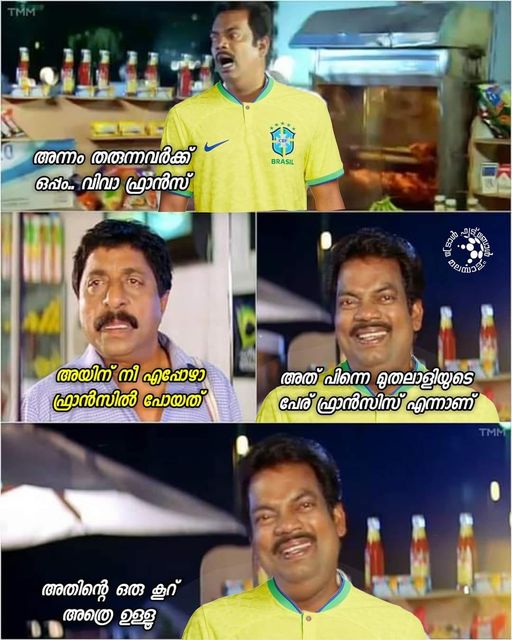 TMM
അന്നം തരുന്നവർക്ക്
ഒപ്പം.. വിവാ ഫ്രാൻസ്
BRASIL
അയിന് നീ എപ്പോഴാ
ഫ്രാൻസിൽ പോയത്
അത് പിന്നെ മുതലാളിയുടെ
പേര് ഫ്രാൻസിസ് എന്നാണ്
TMM
അതിന്റെ ഒരു കൂറ്
അത്രെ ഉള്ളൂ